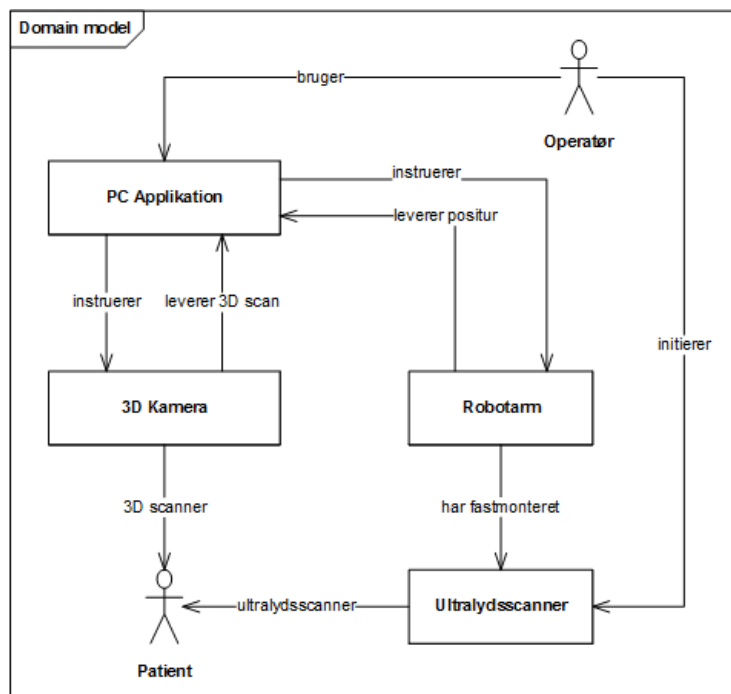 Domain model
bruger
Operatør
PC Applikation
instruerer
leverer positur
instruerer
leverer 3D scan
initierer
3D Kamera
Robotarm
3D scanner
har fastmonteret
ultralydsscanner
Ultralydsscanner
Patient